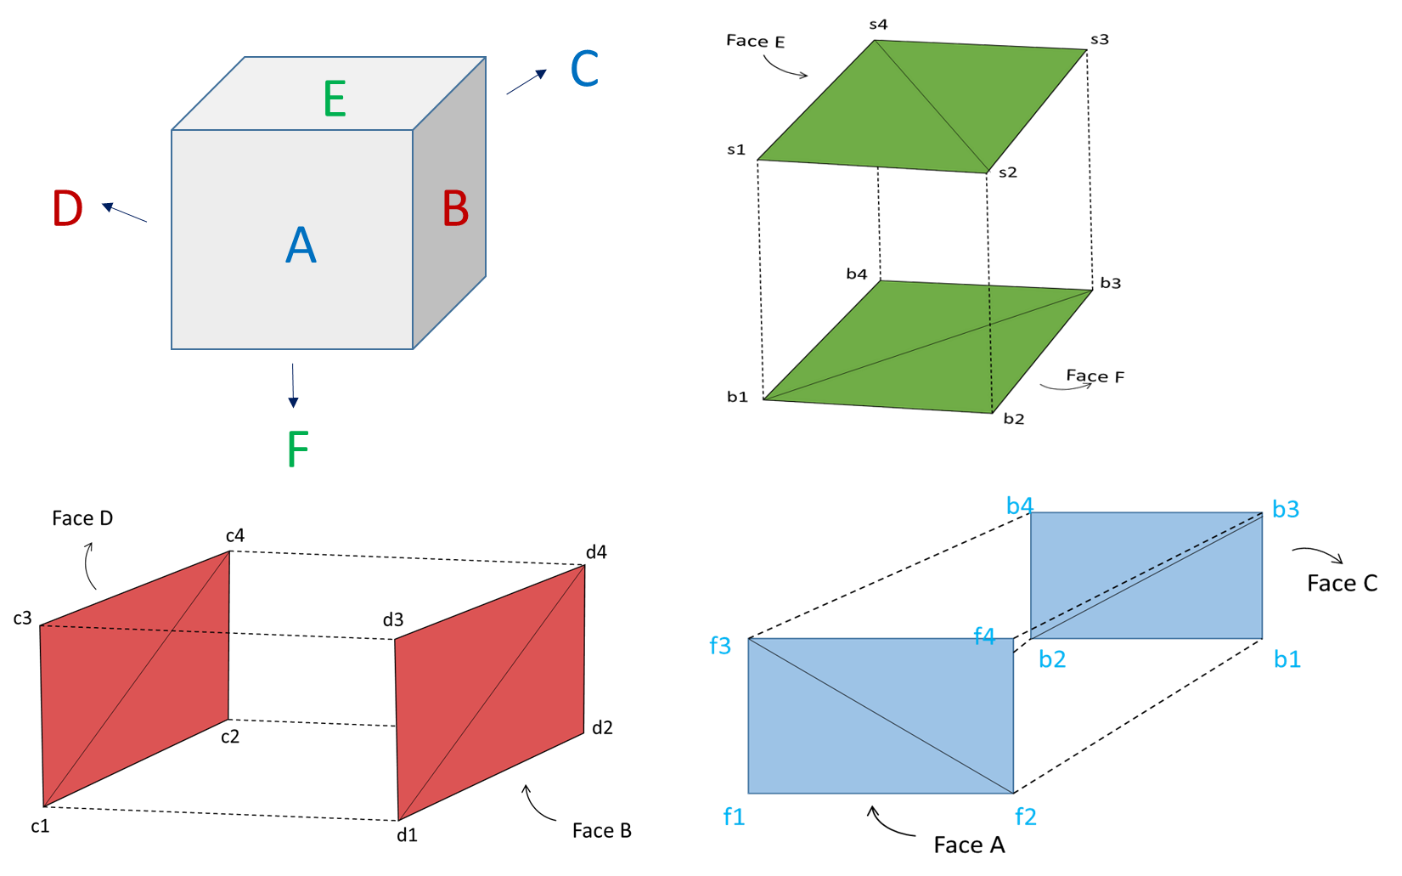 E
C
D
B
A
F
Face E
s4
s3
s1
s2
b4
b3
b1
b2
Face F
Face D
c4
d4
c3
d3
c2
d2
c1
d1
Face B
b4
b3
f3
f4
b2
b1
Face C
f1
f2
Face A